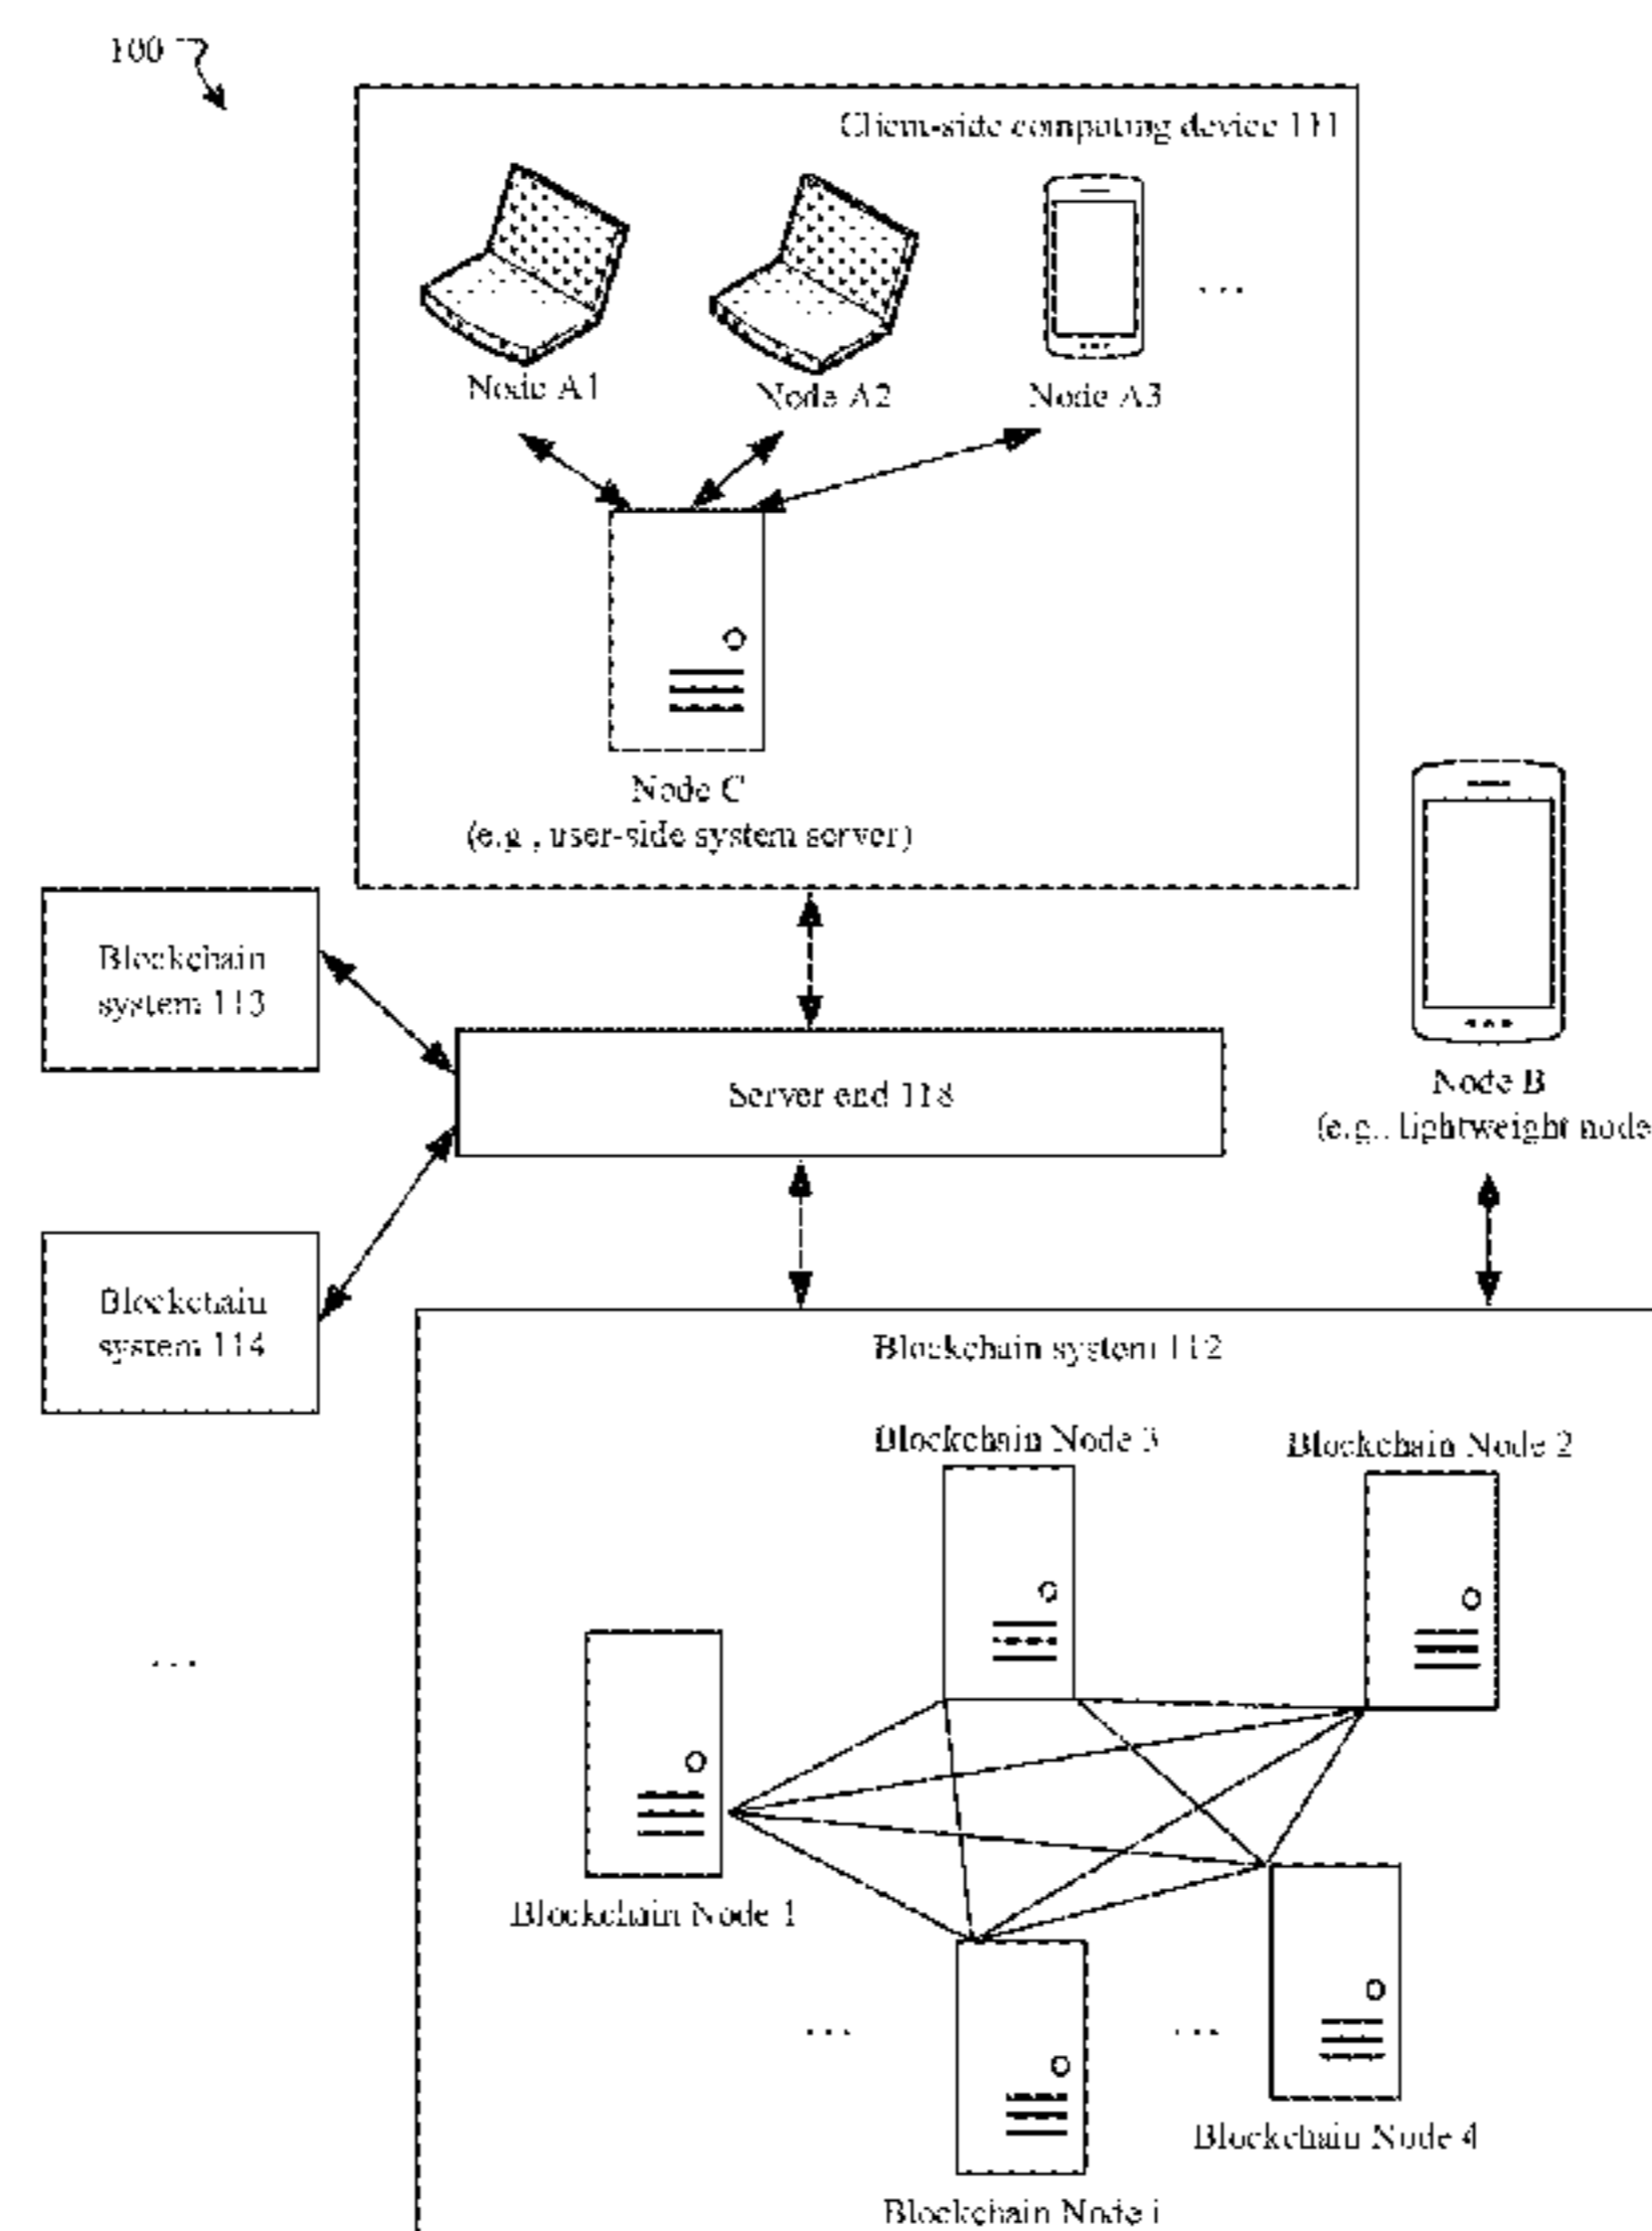 100
Client-side computing device 111
...
Node A1
Node A2
Node A3
Node C
(e.g., user-side system server)
Blockchain
system 113
Server end 118
Node B
(e.g., lightweight node
Blockchain
system 114
Blockchain system 112
Blockchain Node 3
Blockchain Node 2
...
Blockchain Node 1
...
...
Blockchain Node 4
Blockchain Node i